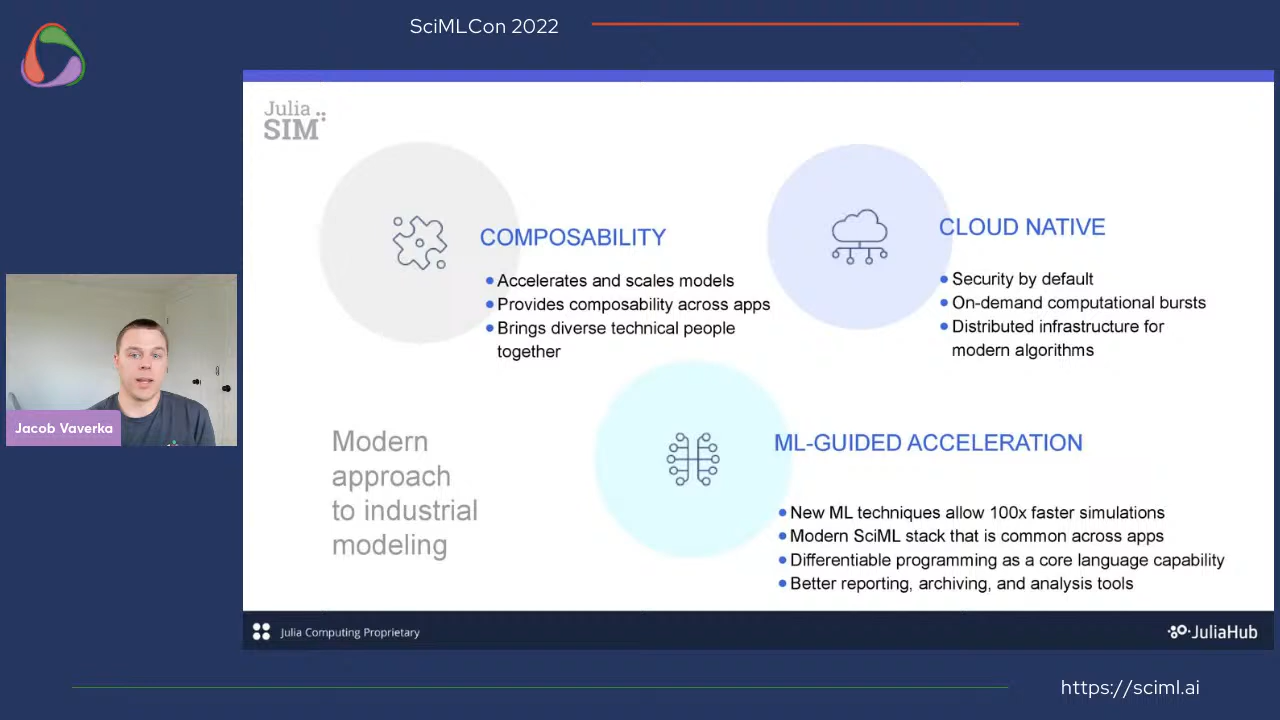 SciMLCon 2022
Julia
SIM
COMPOSABILITY
Accelerates and scales models
Provides composability across apps
Brings diverse technical people
together
CLOUD NATIVE
Security by default
On-demand computational bursts
Distributed infrastructure for
modern algorithms
Jacob Vaverka
Modern
approach
to industrial
modeling
ML-GUIDED ACCELERATION
New ML techniques allow 100x faster simulations
Modern SciML stack that is common across apps
Differentiable programming as a core language capability
Better reporting, archiving, and analysis tools
Julia Computing Proprietary
JuliaHub
https://sciml.ai